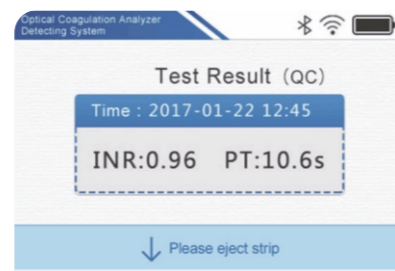 Optical Coagulation Analyzer
Detecting System
Test Result (QC)
Time : 2017-01-22 12:45
INR:0.96 PT:10.6s
Please eject strip